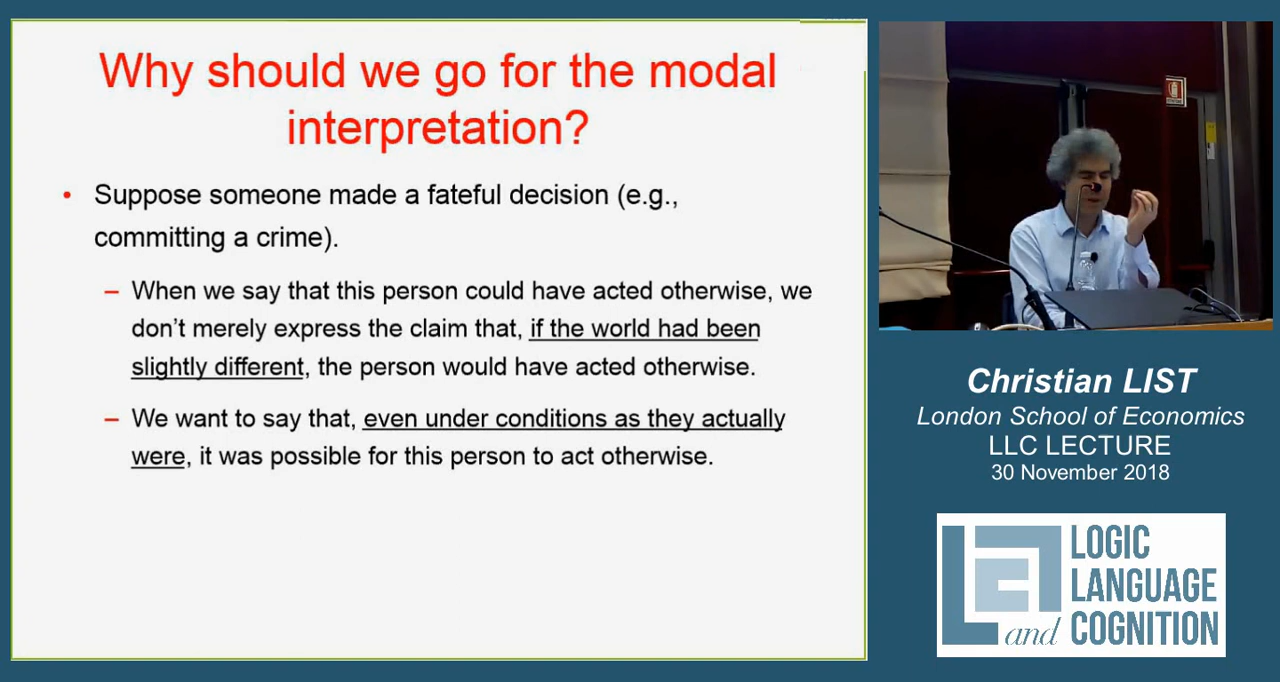 Why should we go for the modal
interpretation?
• Suppose someone made a fateful decision (e.g.,
committing a crime).
– When we say that this person could have acted otherwise, we
don't merely express the claim that, if the world had been
slightly different, the person would have acted otherwise.
– We want to say that, even under conditions as they actually
were, it was possible for this person to act otherwise.
Christian LIST
London School of Economics
LLC LECTURE
30 November 2018
LOGIC
LANGUAGE
and COGNITION